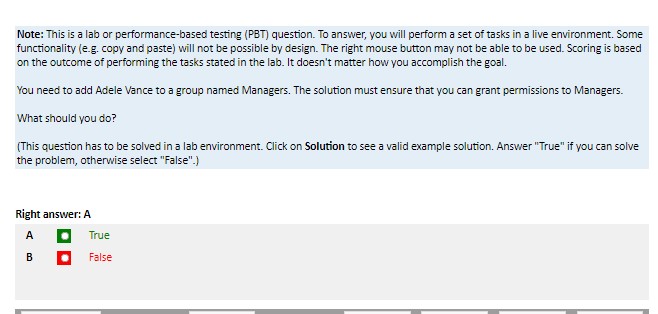 Note: This is a lab or performance-based testing (PBT) question. To answer, you will perform a set of tasks in a live environment. Some
functionality (e.g. copy and paste) will not be possible by design. The right mouse button may not be able to be used. Scoring is based
on the outcome of performing the tasks stated in the lab. It doesn't matter how you accomplish the goal.
You need to add Adele Vance to a group named Managers. The solution must ensure that you can grant permissions to Managers.
What should you do?
(This question has to be solved in a lab environment. Click on Solution to see a valid example solution. Answer "True" if you can solve
the problem, otherwise select "False".)
Right answer: A
A True
B False